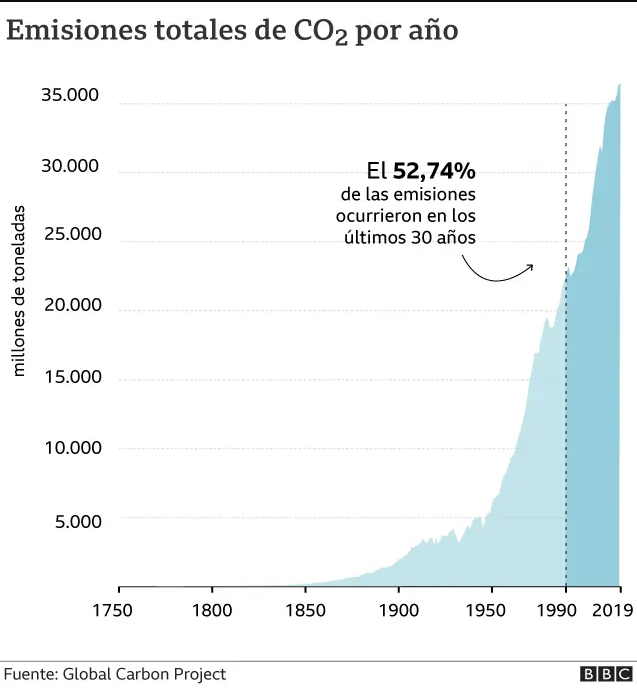 Emisiones totales de CO₂ por año
35.000
30.000
25.000
20.000
15.000
10.000
5.000
millones de toneladas
El 52,74%
de las emisiones
ocurrieron en los
últimos 30 años
1750 1800 1850 1900 1950 1990 2019
Fuente: Global Carbon Project
BBC